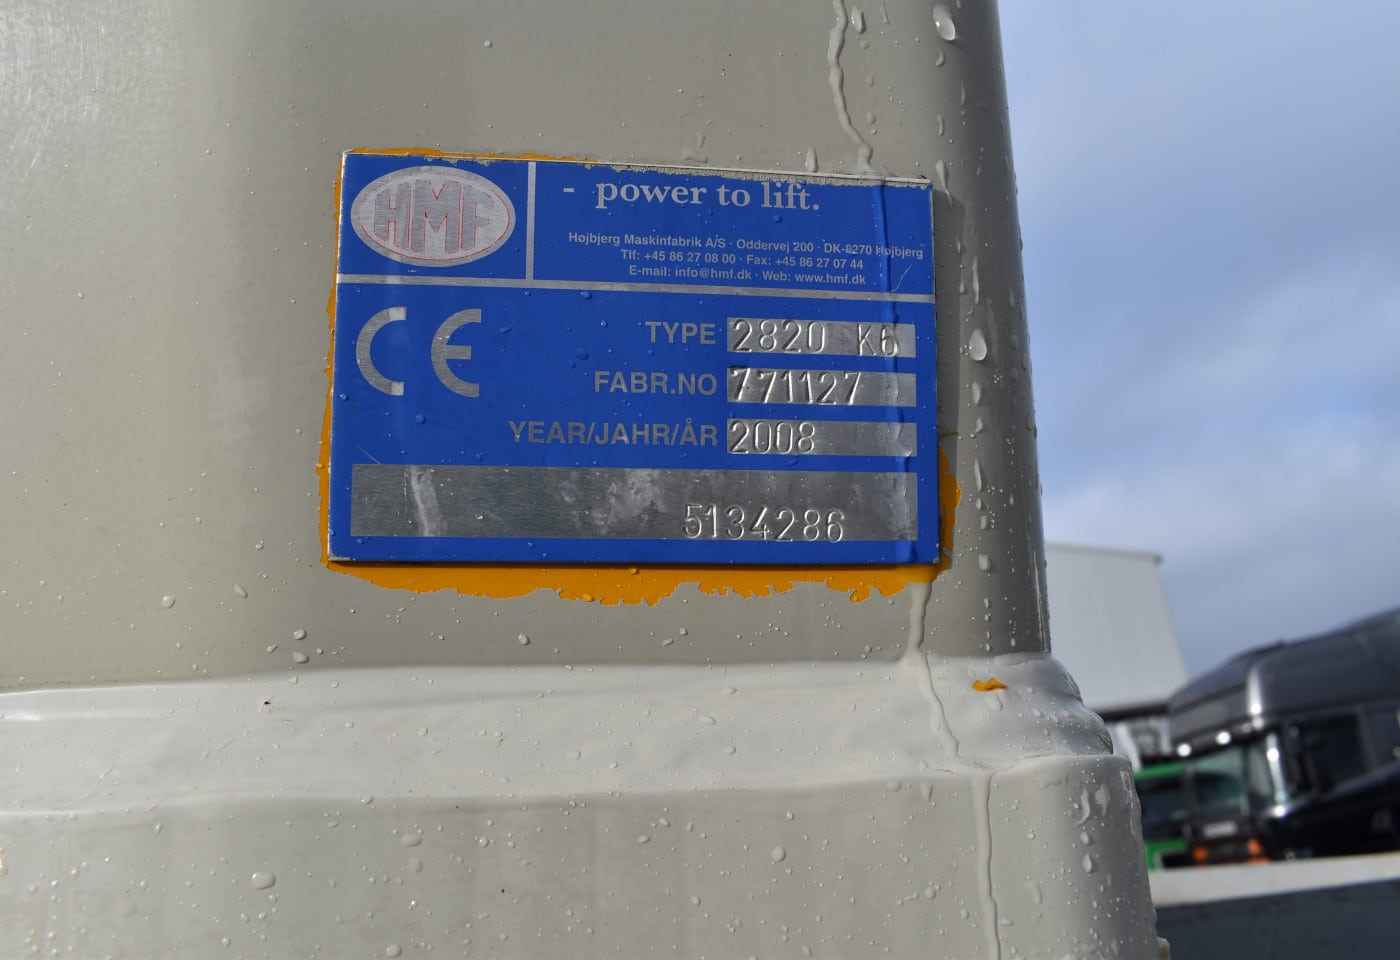 HMF
- power to lift.
Højbjerg Maskinfabrik A/S · Oddervej 200 · DK-8270 Højbjerg
Tlf: +45 86 27 08 00 · Fax: +45 86 27 07 44
E-mail: info@hmf.dk · Web: www.hmf.dk
CE
TYPE 2820 K6
FABR.NO 771127
YEAR/JAHR/ÅR 2008
5134286